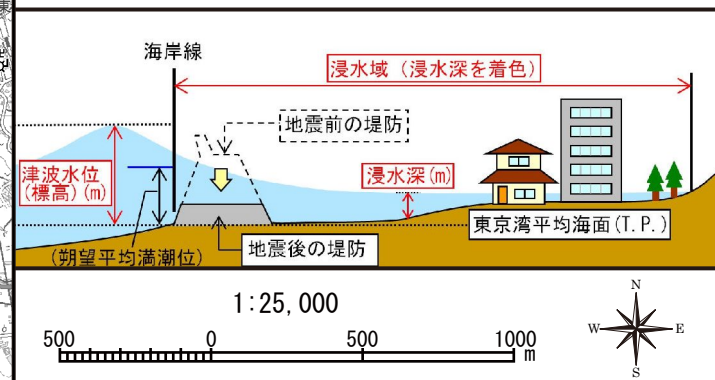 海岸線
浸水域（浸水深を着色）
地震前の堤防
津波水位
(標高)(m)
浸水深(m)
東京湾平均海面(T.P.)
地震後の堤防
(朔望平均満潮位)
1:25,000
500 0 500 1000
m
N
W E
S